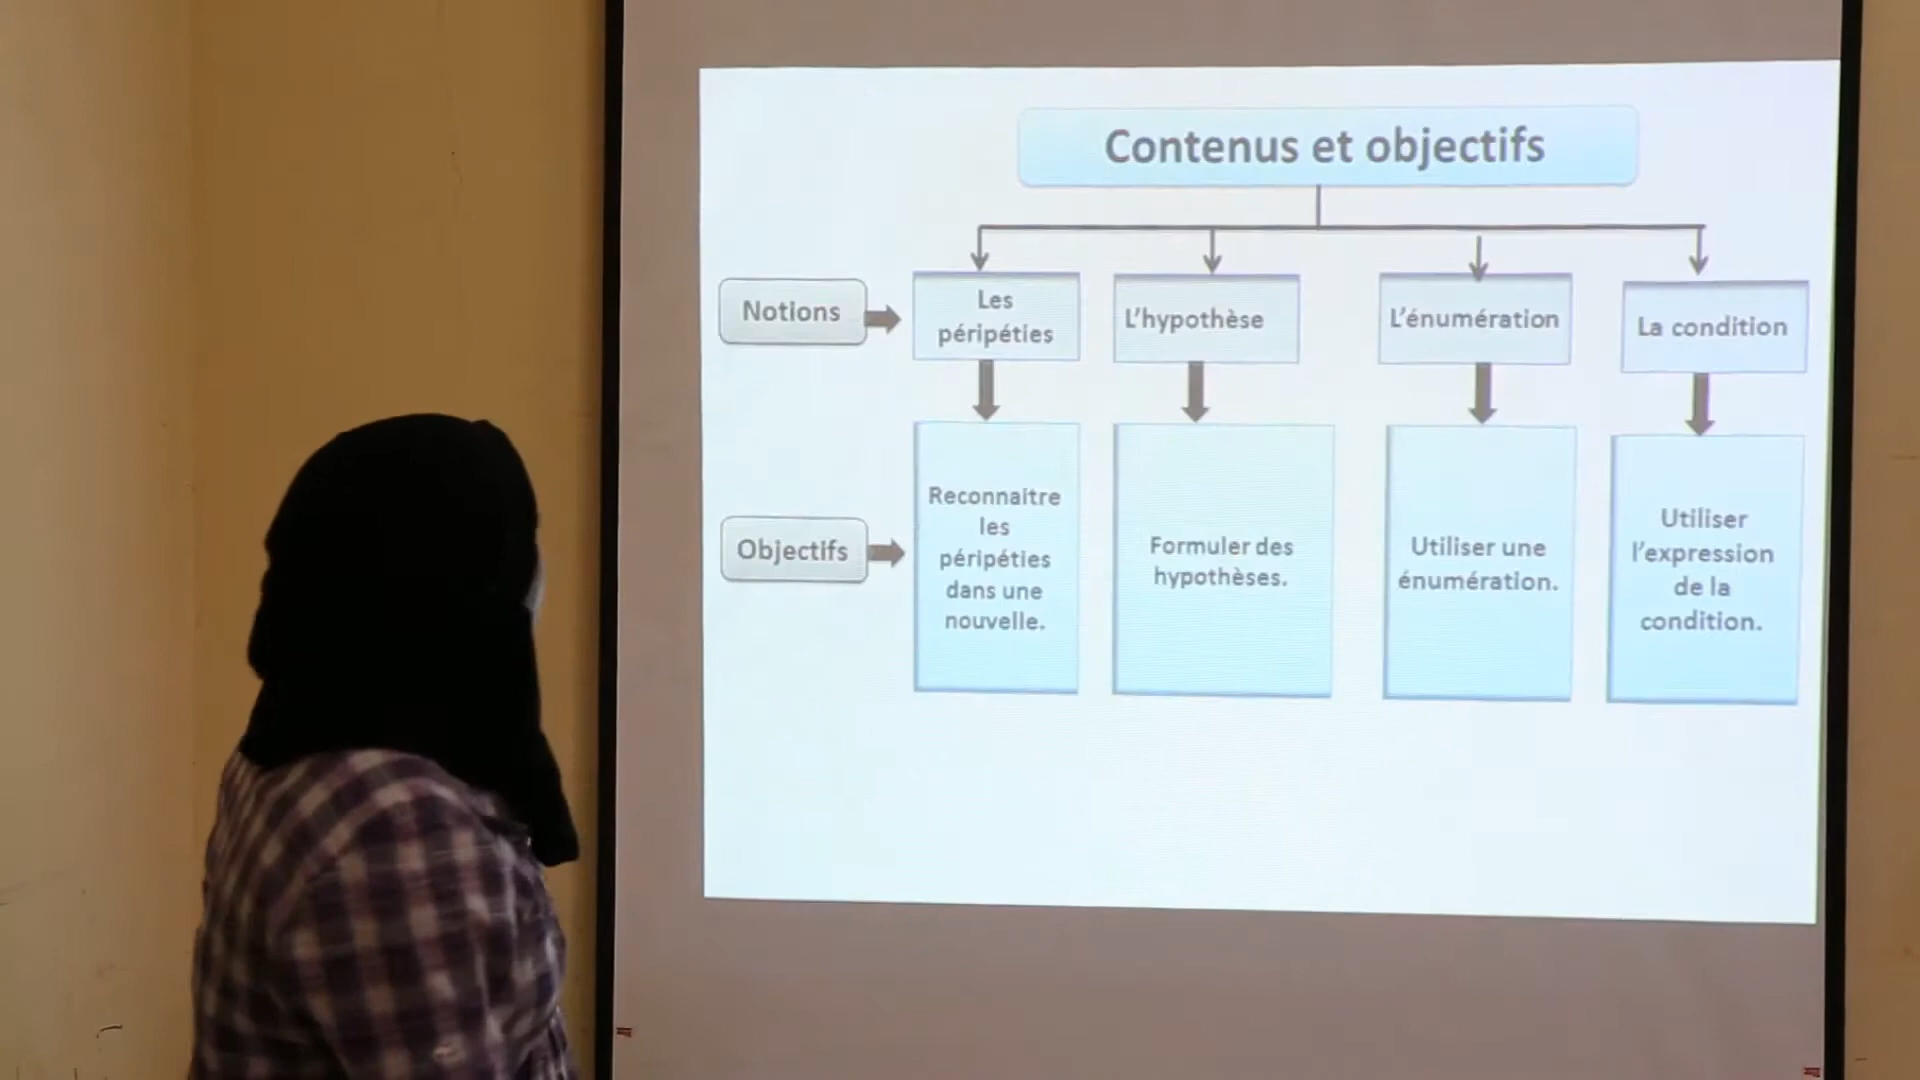 Contenus et objectifs
Notions
Les
péripéties
L'hypothèse
L'énumération
La condition
Objectifs
Reconnaitre
les
péripéties
dans une
nouvelle.
Formuler des
hypothèses.
Utiliser une
énumération.
Utiliser
l'expression
de la
condition.